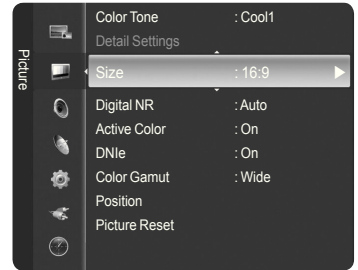 Picture
Color Tone : Cool1
Detail Settings
Size : 16:9
Digital NR : Auto
Active Color : On
DNIe : On
Color Gamut : Wide
Position
Picture Reset